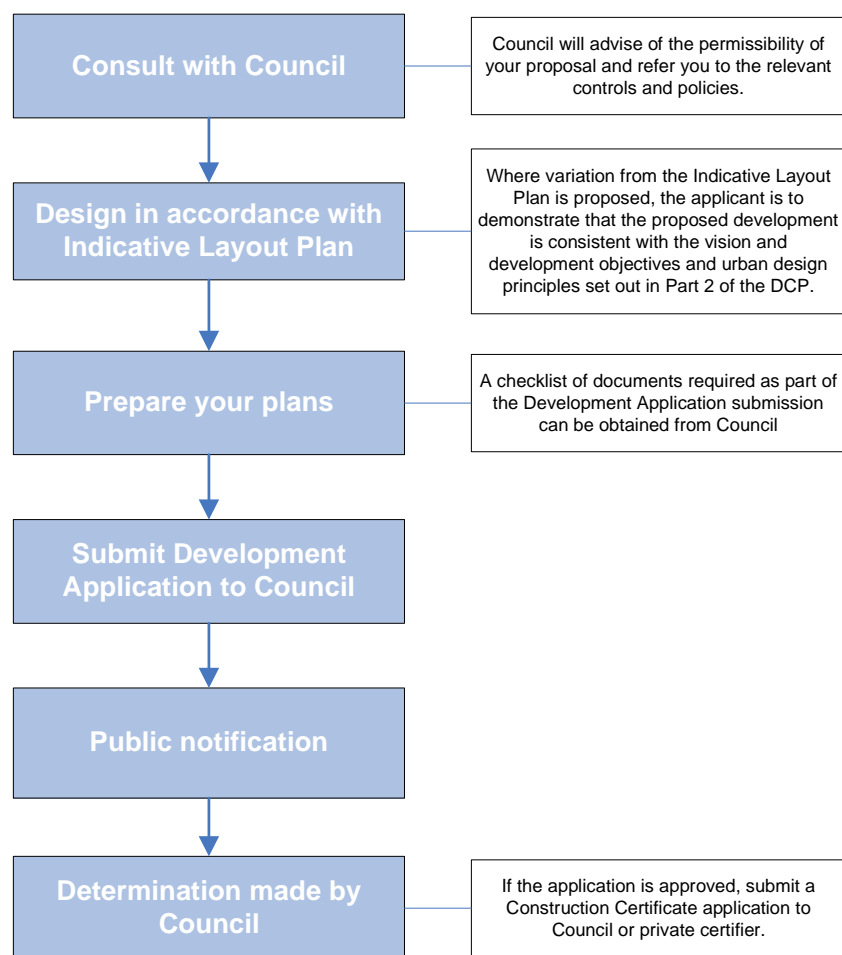 Consult with Council
Council will advise of the permissibility of
your proposal and refer you to the relevant
controls and policies.
Design in accordance with
Indicative Layout Plan
Where variation from the Indicative Layout
Plan is proposed, the applicant is to
demonstrate that the proposed development
is consistent with the vision and
development objectives and urban design
principles set out in Part 2 of the DCP.
Prepare your plans
A checklist of documents required as part of
the Development Application submission
can be obtained from Council
Submit Development
Application to Council
Public notification
Determination made by
Council
If the application is approved, submit a
Construction Certificate application to
Council or private certifier.